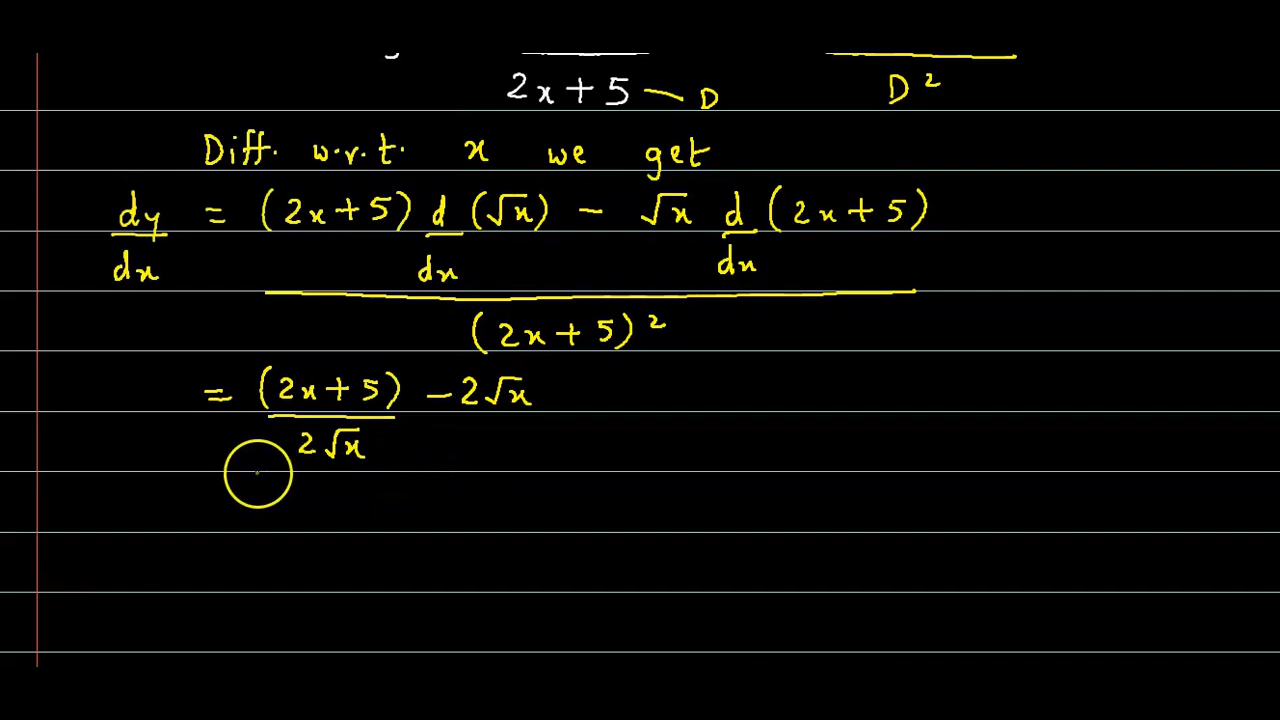 2x+5 — D D²
Diff. w.r.t. x we get
dy/dx = (2x+5) d/dx (√x) − √x d/dx (2x+5)
(2x+5)²
= (2x+5)/2√x − 2√x